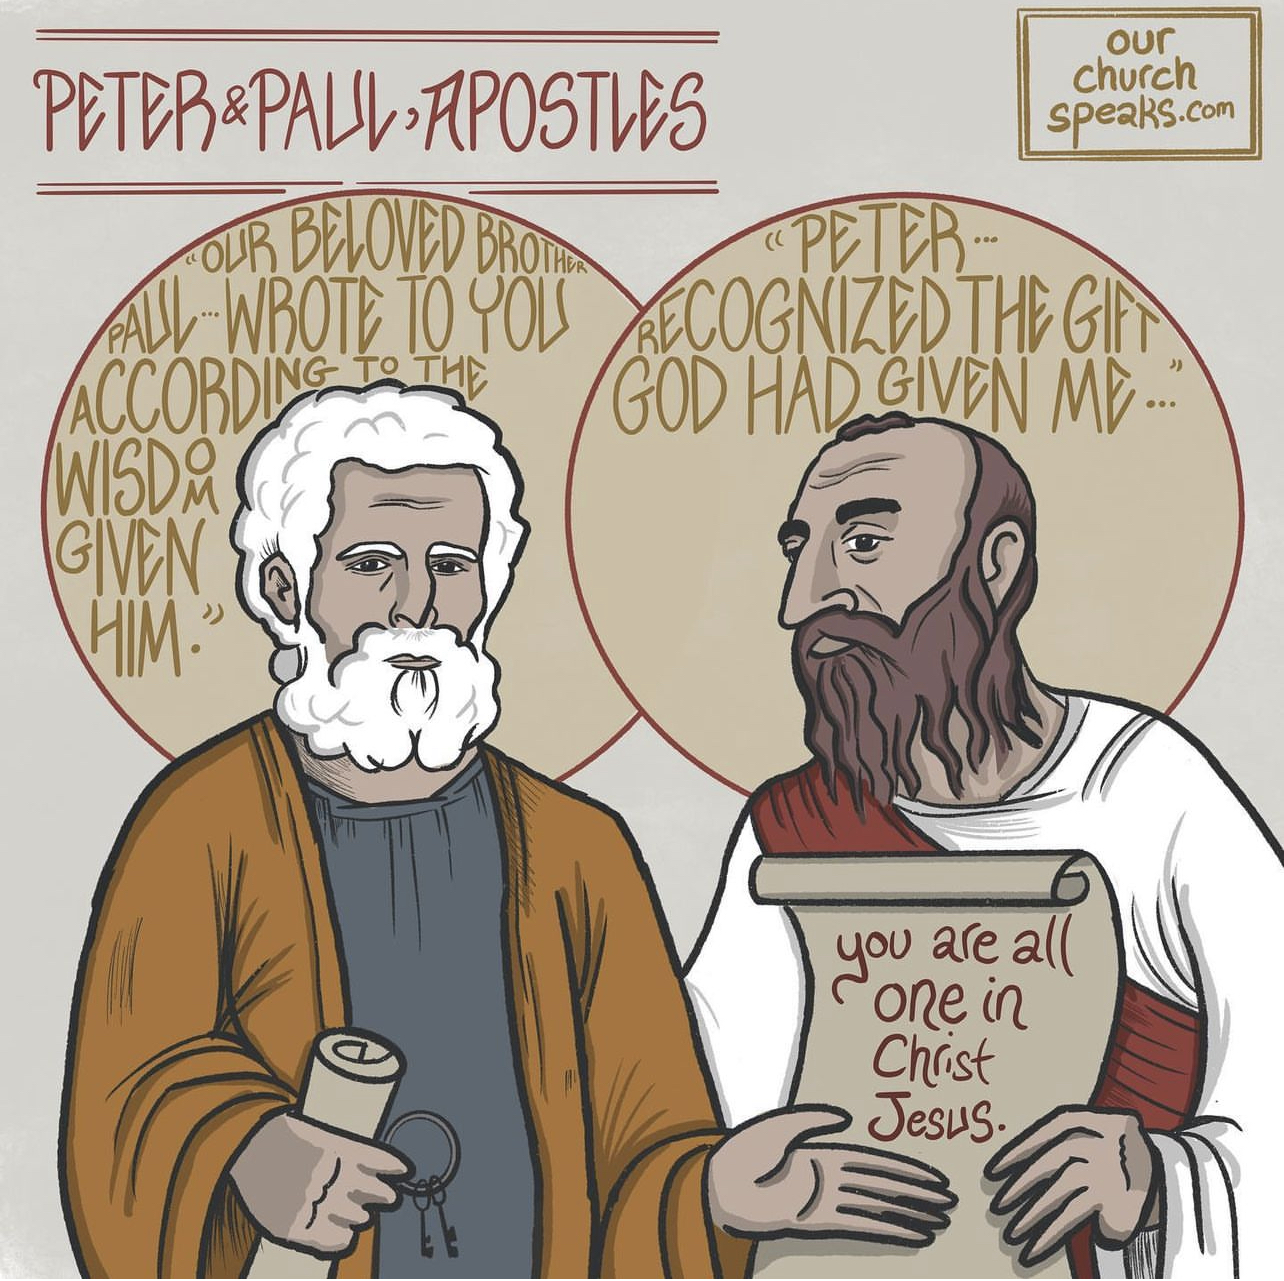 PETER & PAUL, APOSTLES
our
church
speaks.com
“OUR BELOVED BROTHER
PAUL... WROTE TO YOU
ACCORDING TO THE
WISDOM
GIVEN
HIM.”
“PETER...
RECOGNIZED THE GIFT
GOD HAD GIVEN ME...”
you are all
one in
Christ
Jesus.